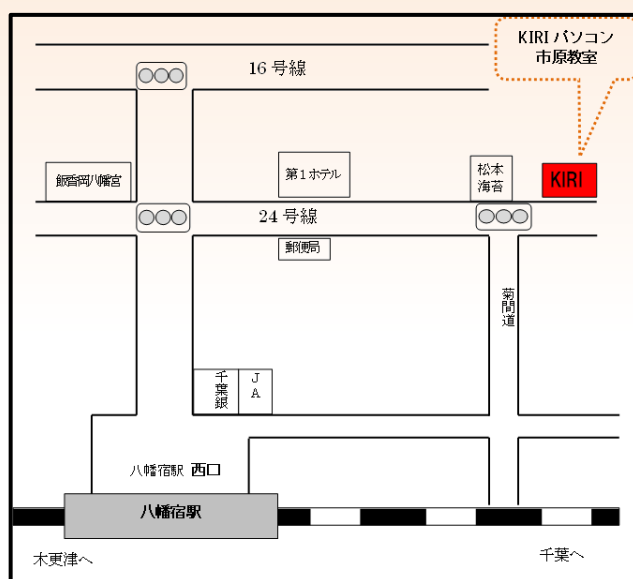 KIRI パソコン
市原教室
16 号線
飯香岡八幡宮
第１ホテル
松本
海苔
KIRI
24 号線
郵便局
菊間道
千葉銀
ＪＡ
八幡宿駅 西口
八幡宿駅
木更津へ
千葉へ